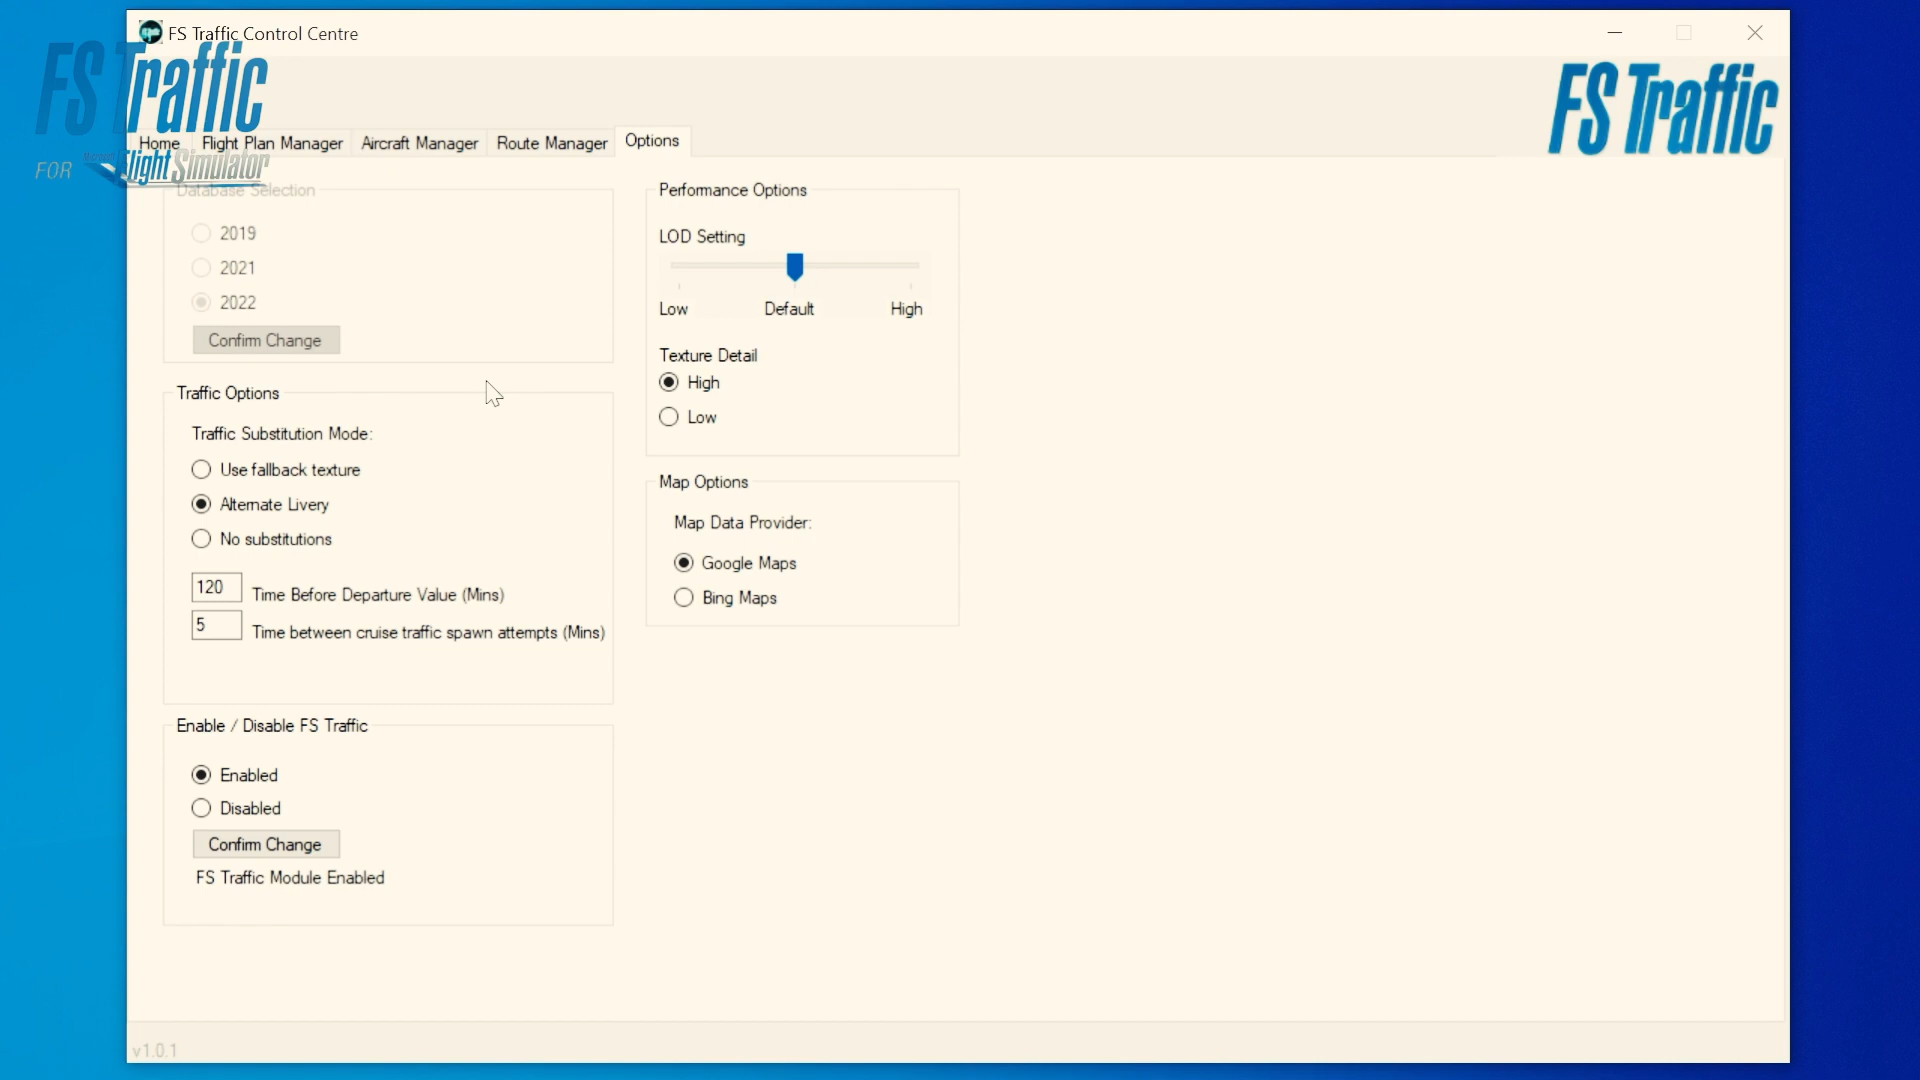 FS Traffic Control Centre
FS Traffic
FOR Microsoft Flight Simulator
FS Traffic
Home
Flight Plan Manager
Aircraft Manager
Route Manager
Options
Database Selection
2019
2021
2022
Confirm Change
Traffic Options
Traffic Substitution Mode:
Use fallback texture
Alternate Livery
No substitutions
120 Time Before Departure Value (Mins)
5 Time between cruise traffic spawn attempts (Mins)
Enable / Disable FS Traffic
Enabled
Disabled
Confirm Change
FS Traffic Module Enabled
Performance Options
LOD Setting
Low Default High
Texture Detail
High
Low
Map Options
Map Data Provider:
Google Maps
Bing Maps
v1.0.1